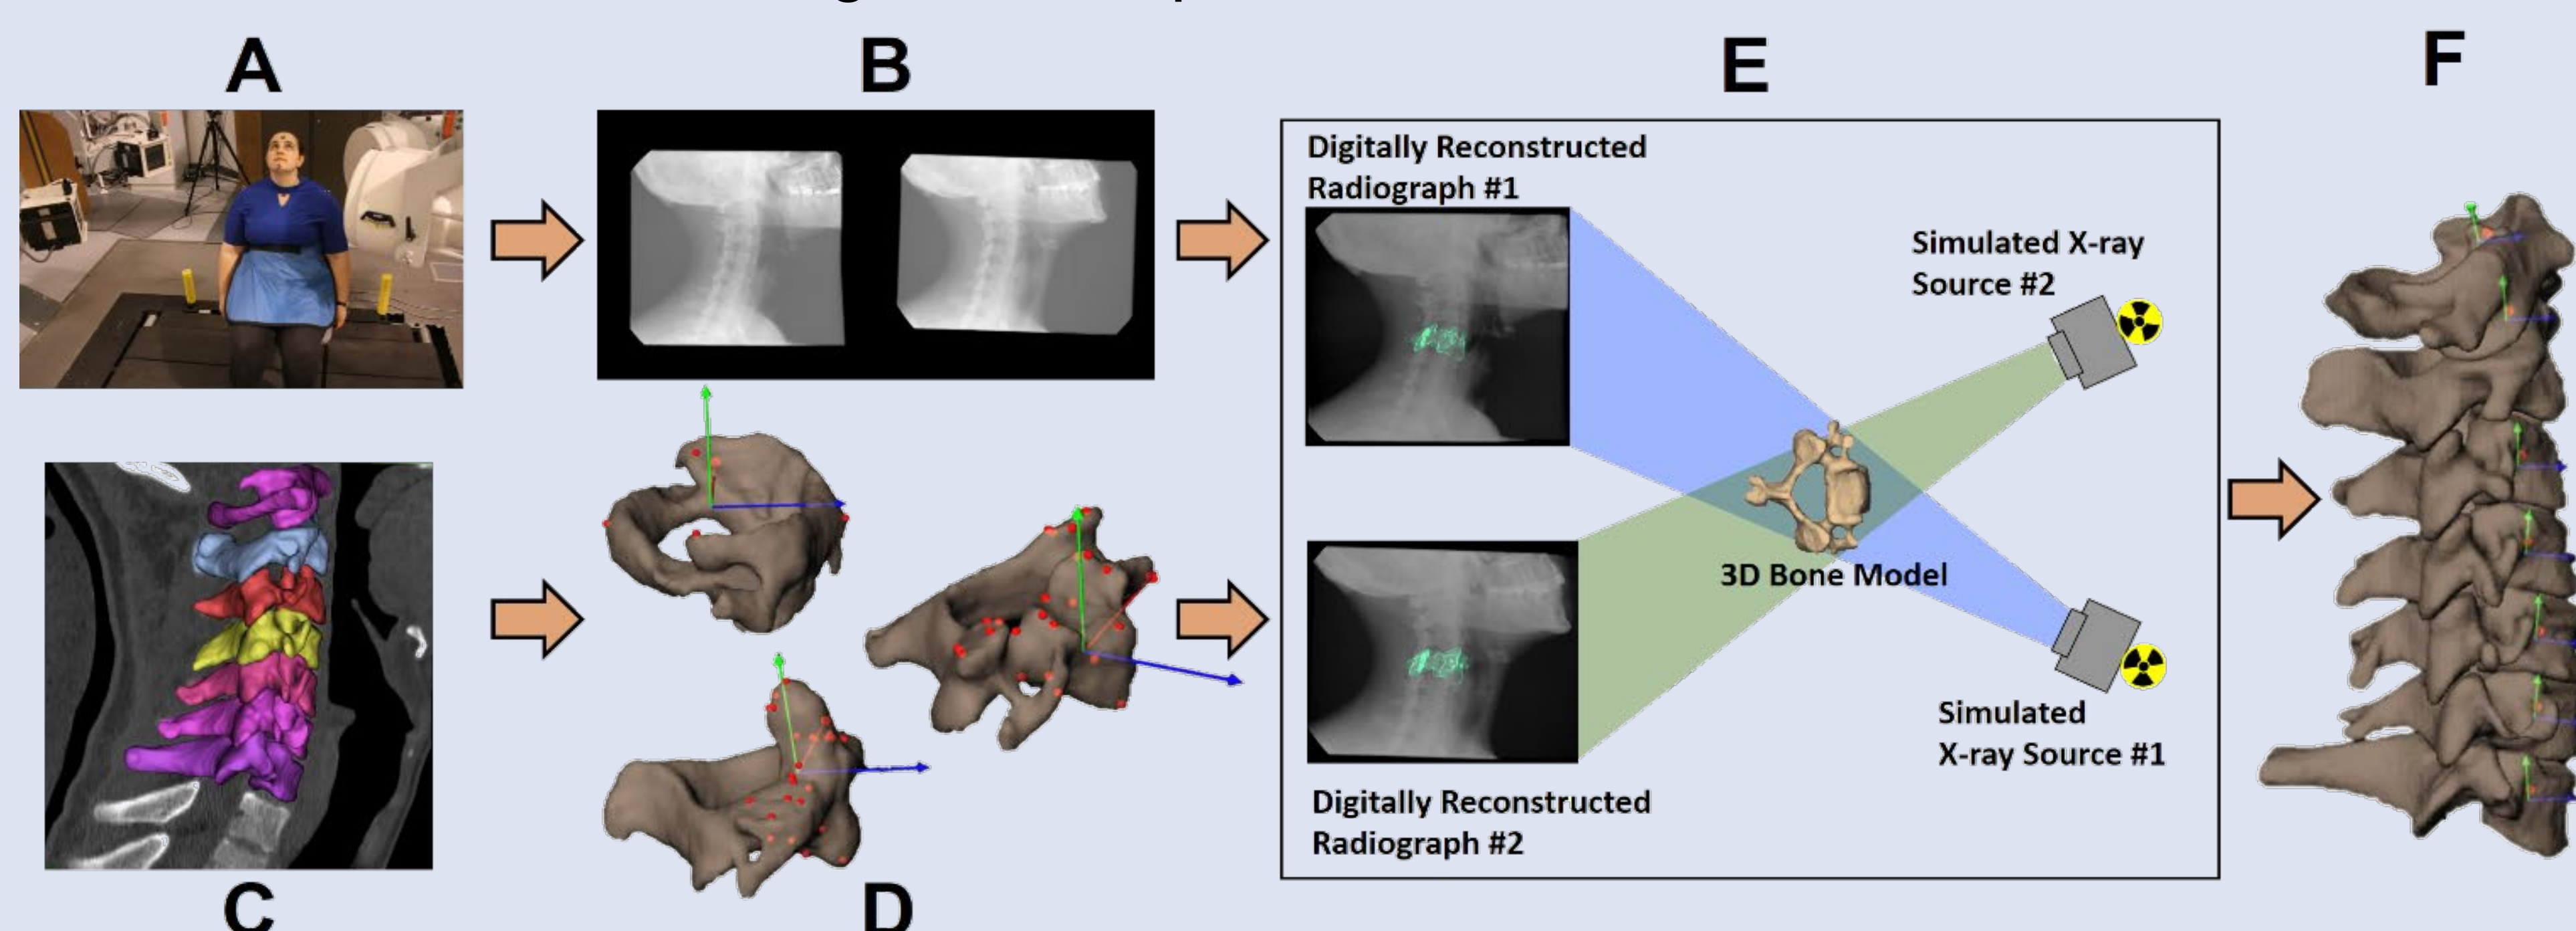 A
B
E
F
Digitally Reconstructed
Radiograph #1
Simulated X-ray
Source #2
3D Bone Model
Simulated
X-ray Source #1
Digitally Reconstructed
Radiograph #2
C
D